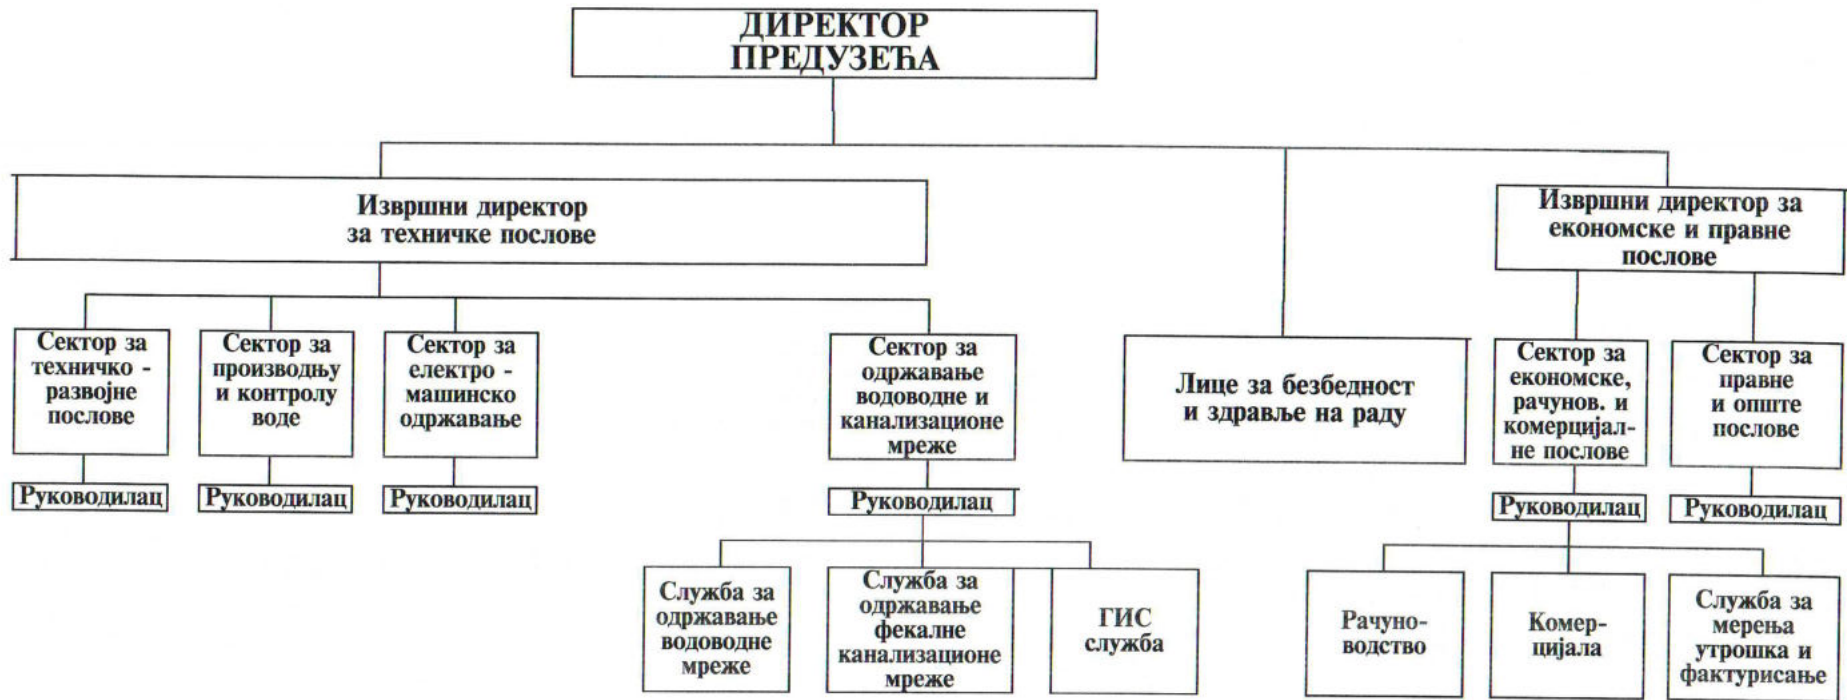 ДИРЕКТОР
ПРЕДУЗЕЋА
Извршни директор
за техничке послове
Извршни директор за
економске и правне
послове
Сектор за
техничко -
развојне
послове
Сектор за
производњу
и контролу
воде
Сектор за
електро -
машинско
одржавање
Сектор за
одржавање
водоводне и
канализационе
мреже
Лице за безбедност
и здравље на раду
Сектор за
економске,
рачунов. и
комерцијал-
не послове
Сектор за
правне
и опште
послове
Руководилац
Руководилац
Руководилац
Руководилац
Руководилац
Руководилац
Служба за
одржавање
водоводне
мреже
Служба за
одржавање
фекалне
канализационе
мреже
ГИС
служба
Рачуно-
водство
Комер-
цијала
Служба за
мерења
утрошка и
фактурисање